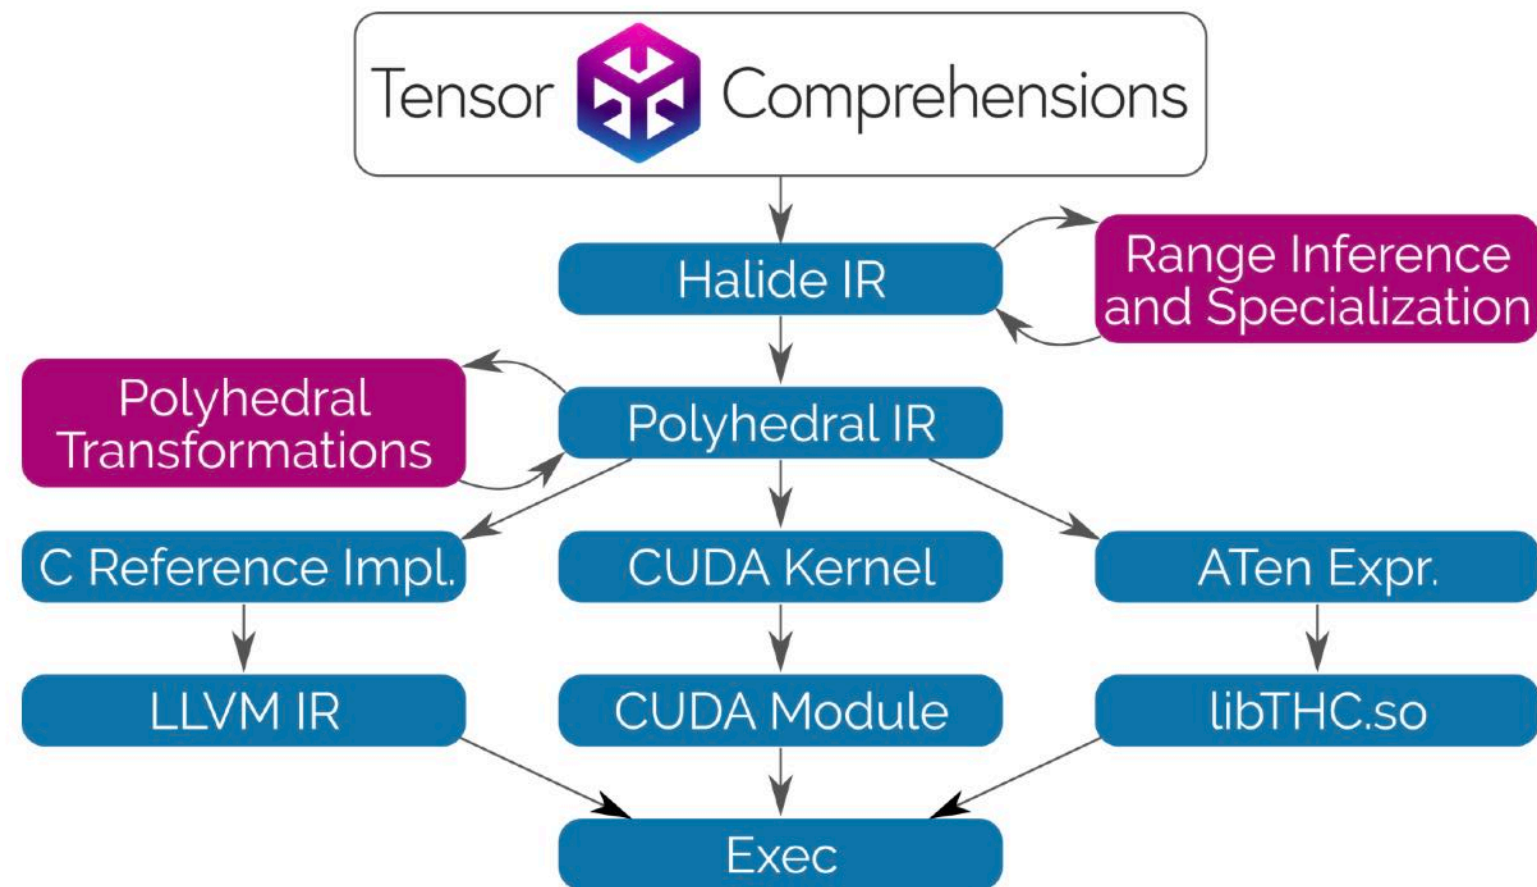 Tensor Comprehensions
Halide IR
Range Inference
and Specialization
Polyhedral
Transformations
Polyhedral IR
C Reference Impl.
CUDA Kernel
ATen Expr.
LLVM IR
CUDA Module
libTHC.so
Exec